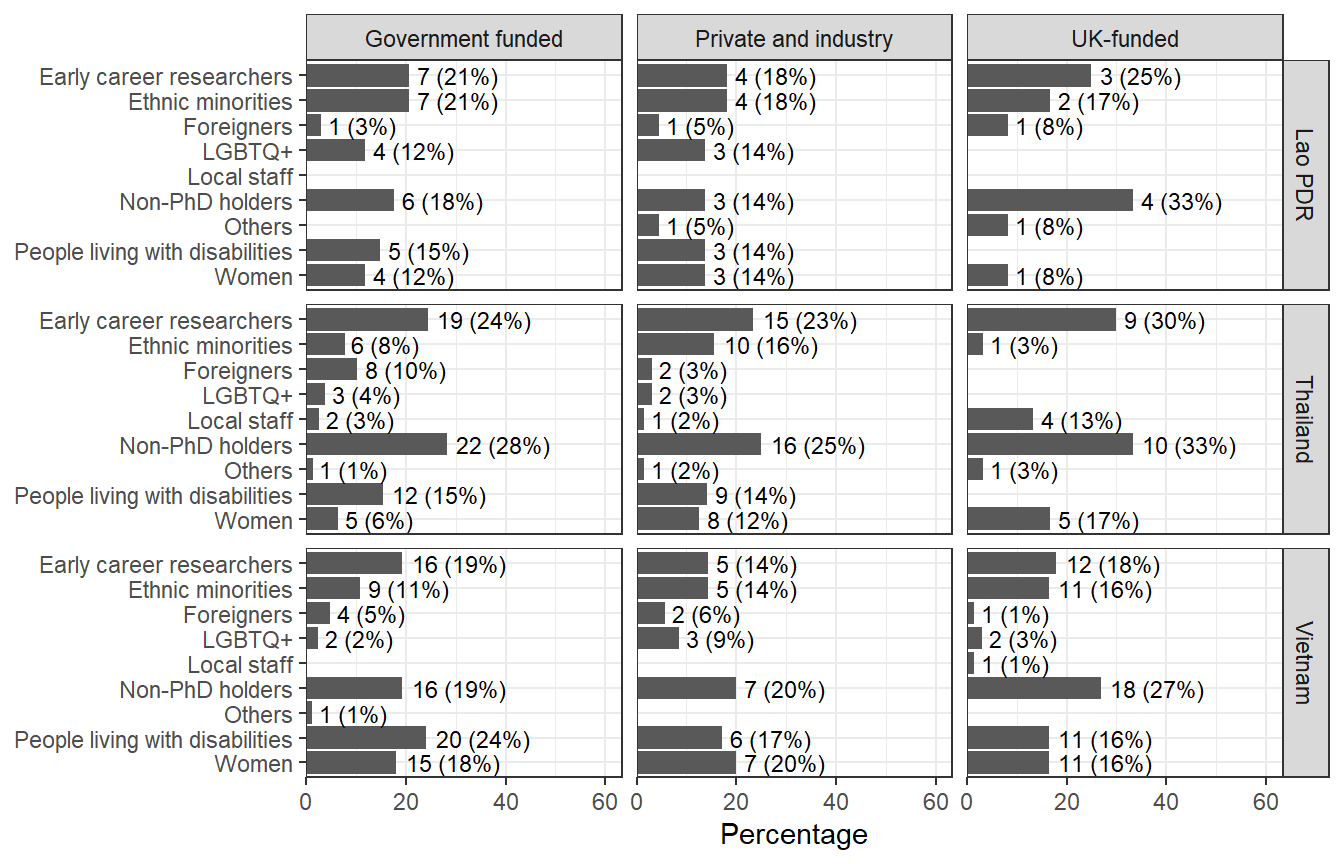 Government funded Private and industry UK-funded
Early career researchers 7 (21%) 4 (18%) 3 (25%)
Ethnic minorities 7 (21%) 4 (18%) 2 (17%)
Foreigners 1 (3%) 1 (5%) 1 (8%)
LGBTQ+ 4 (12%) 3 (14%)
Local staff
Non-PhD holders 6 (18%) 3 (14%) 4 (33%)
Others 1 (5%) 1 (8%)
People living with disabilities 5 (15%) 3 (14%)
Women 4 (12%) 3 (14%) 1 (8%)
Lao PDR
Early career researchers 19 (24%) 15 (23%) 9 (30%)
Ethnic minorities 6 (8%) 10 (16%) 1 (3%)
Foreigners 8 (10%) 2 (3%)
LGBTQ+ 3 (4%) 2 (3%)
Local staff 2 (3%) 1 (2%) 4 (13%)
Non-PhD holders 22 (28%) 16 (25%) 10 (33%)
Others 1 (1%) 1 (2%) 1 (3%)
People living with disabilities 12 (15%) 9 (14%)
Women 5 (6%) 8 (12%) 5 (17%)
Thailand
Early career researchers 16 (19%) 5 (14%) 12 (18%)
Ethnic minorities 9 (11%) 5 (14%) 11 (16%)
Foreigners 4 (5%) 2 (6%) 1 (1%)
LGBTQ+ 2 (2%) 3 (9%) 2 (3%)
Local staff 1 (1%)
Non-PhD holders 16 (19%) 7 (20%) 18 (27%)
Others 1 (1%)
People living with disabilities 20 (24%) 6 (17%) 11 (16%)
Women 15 (18%) 7 (20%) 11 (16%)
Vietnam
0 20 40 60 0 20 40 60 0 20 40 60
Percentage